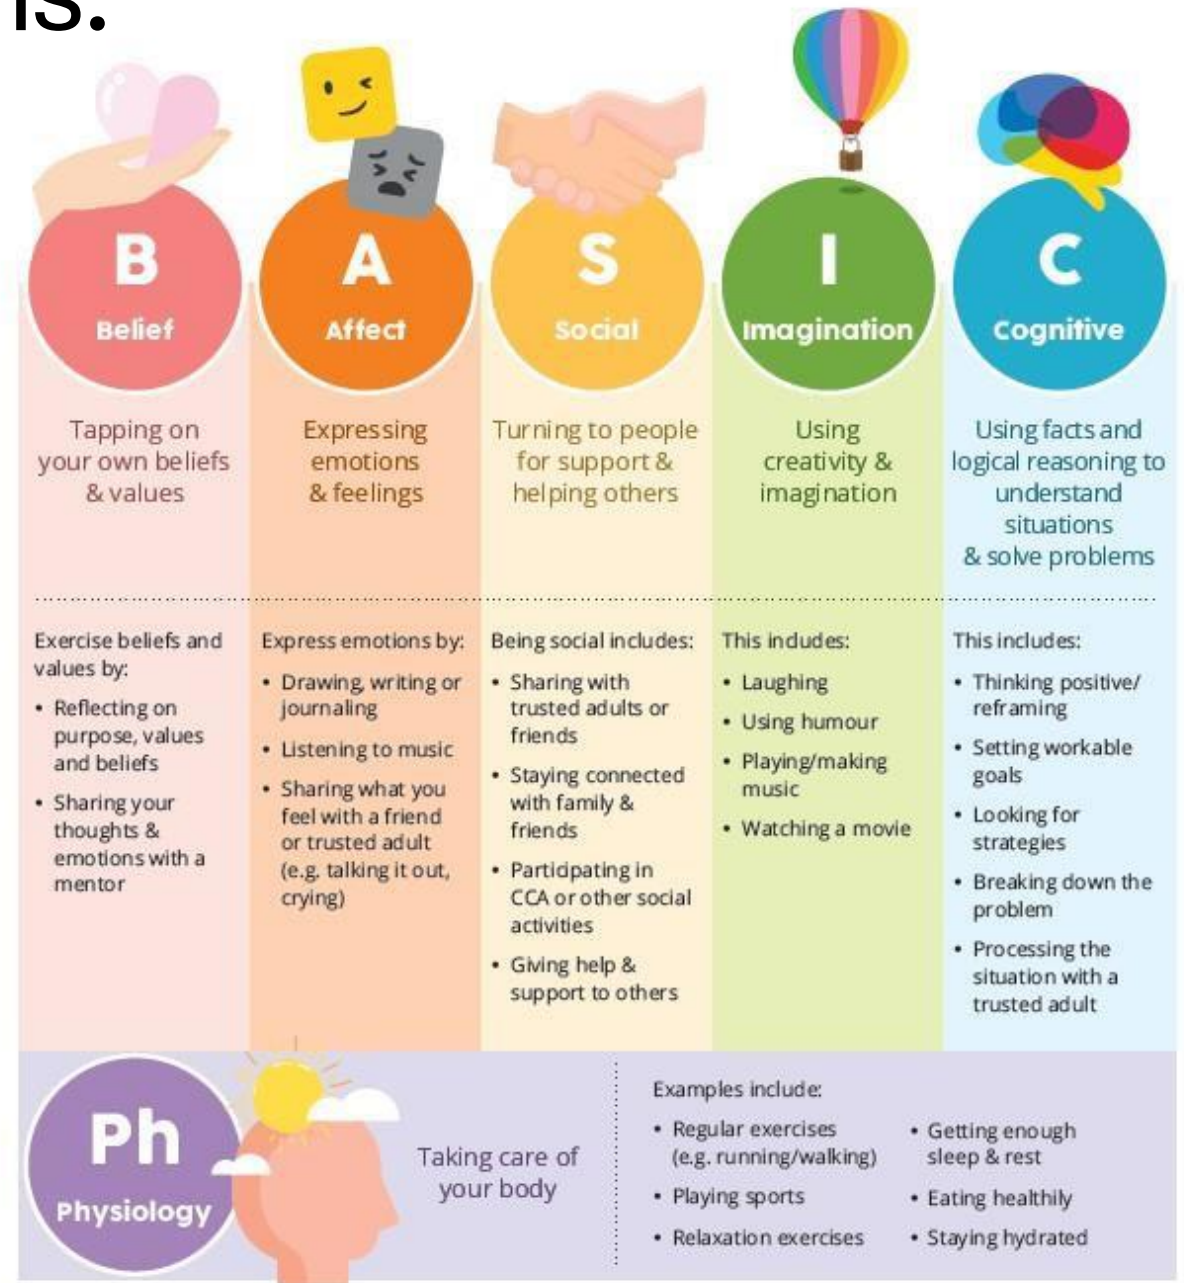 is.
B
Belief
Tapping on
your own beliefs
& values
Exercise beliefs and
values by:
• Reflecting on
purpose, values
and beliefs
• Sharing your
thoughts &
emotions with a
mentor
A
Affect
Expressing
emotions
& feelings
Express emotions by:
• Drawing, writing or
journaling
• Listening to music
• Sharing what you
feel with a friend
or trusted adult
(e.g. talking it out,
crying)
S
Social
Turning to people
for support &
helping others
Being social includes:
• Sharing with
trusted adults or
friends
• Staying connected
with family &
friends
• Participating in
CCA or other social
activities
• Giving help &
support to others
I
Imagination
Using
creativity &
imagination
This includes:
• Laughing
• Using humour
• Playing/making
music
• Watching a movie
C
Cognitive
Using facts and
logical reasoning to
understand
situations
& solve problems
This includes:
• Thinking positive/
reframing
• Setting workable
goals
• Looking for
strategies
• Breaking down the
problem
• Processing the
situation with a
trusted adult
Ph
Physiology
Taking care of
your body
Examples include:
• Regular exercises
(e.g. running/walking)
• Playing sports
• Relaxation exercises
• Getting enough
sleep & rest
• Eating healthily
• Staying hydrated